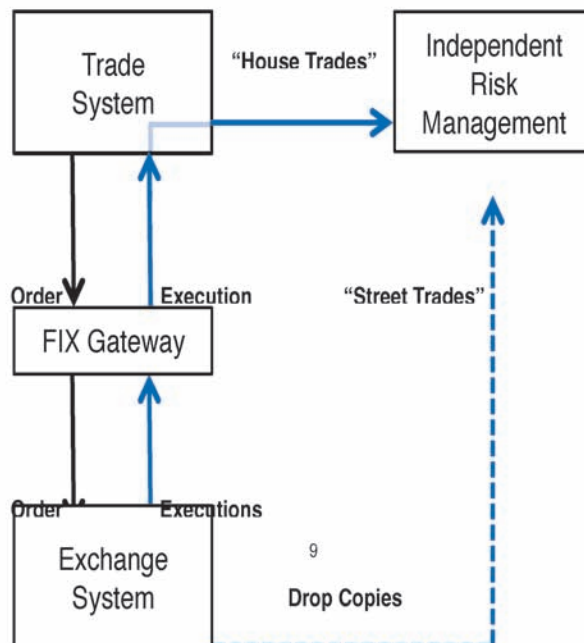 Trade
System
"House Trades"
Independent
Risk
Management
Order
Execution
"Street Trades"
FIX Gateway
Order
Executions
Exchange
System
9
Drop Copies